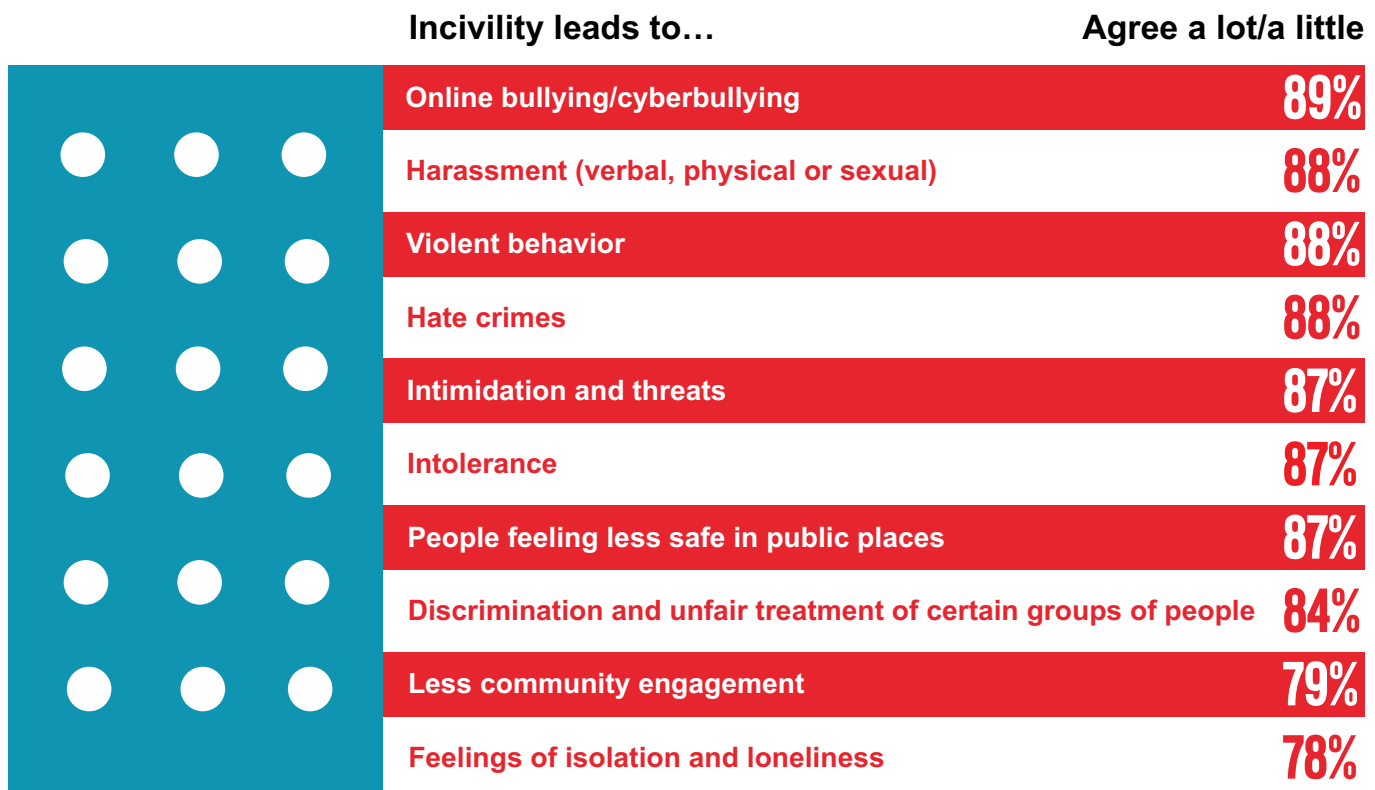 Incivility leads to… Agree a lot/a little
Online bullying/cyberbullying 89%
Harassment (verbal, physical or sexual) 88%
Violent behavior 88%
Hate crimes 88%
Intimidation and threats 87%
Intolerance 87%
People feeling less safe in public places 87%
Discrimination and unfair treatment of certain groups of people 84%
Less community engagement 79%
Feelings of isolation and loneliness 78%